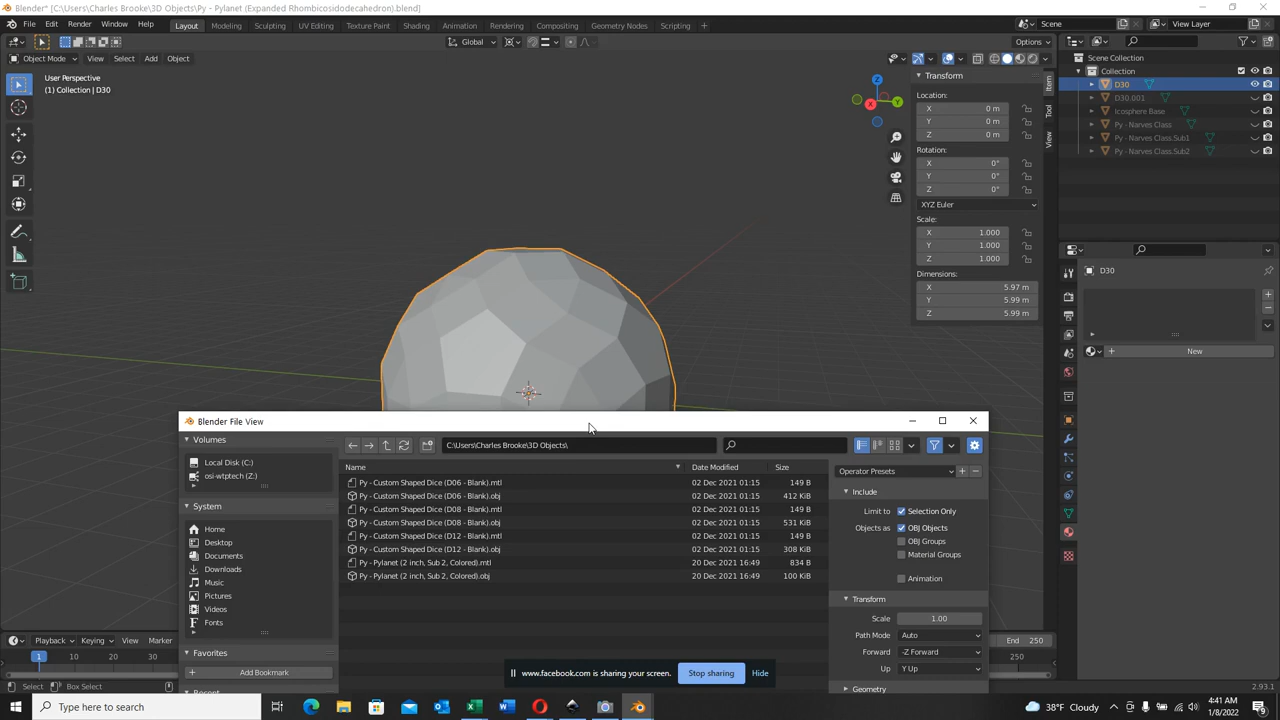 Blender* [C:\Users\Charles Brooke\3D Objects\Py - Pylanet (Expanded Rhombicosidodecahedron).blend]
File Edit Render Window Help Layout Modeling Sculpting UV Editing Texture Paint Shading Animation Rendering Compositing Geometry Nodes Scripting Scene View Layer
Global Options
Object Mode View Select Add Object
User Perspective
(1) Collection | D30
Transform
Location:
X 0 m
Y 0 m
Z 0 m
Rotation:
X 0°
Y 0°
Z 0°
XYZ Euler
Scale:
X 1.000
Y 1.000
Z 1.000
Dimensions:
X 5.97 m
Y 5.99 m
Z 5.99 m
Item
Tool
View
Z
Y
X
Scene Collection
Collection
D30
D30.001
Icosphere Base
Py - Narves Class
Py - Narves Class.Sub1
Py - Narves Class.Sub2
D30
New
Blender File View
Volumes
Local Disk (C:)
osi-wtptech (Z:)
System
Home
Desktop
Documents
Downloads
Music
Pictures
Videos
Fonts
Favorites
Add Bookmark
Recent
C:\Users\Charles Brooke\3D Objects\
Name Date Modified Size
Py - Custom Shaped Dice (D06 - Blank).mtl 02 Dec 2021 01:15 149 B
Py - Custom Shaped Dice (D06 - Blank).obj 02 Dec 2021 01:15 412 KiB
Py - Custom Shaped Dice (D08 - Blank).mtl 02 Dec 2021 01:15 149 B
Py - Custom Shaped Dice (D08 - Blank).obj 02 Dec 2021 01:15 531 KiB
Py - Custom Shaped Dice (D12 - Blank).mtl 02 Dec 2021 01:15 149 B
Py - Custom Shaped Dice (D12 - Blank).obj 02 Dec 2021 01:15 308 KiB
Py - Pylanet (2 inch, Sub 2, Colored).mtl 20 Dec 2021 16:49 834 B
Py - Pylanet (2 inch, Sub 2, Colored).obj 20 Dec 2021 16:49 100 KiB
Operator Presets
Include
Limit to Selection Only
Objects as OBJ Objects
OBJ Groups
Material Groups
Animation
Transform
Scale 1.00
Path Mode Auto
Forward -Z Forward
Up Y Up
Geometry
Playback Keying View Marker
End 250
1 10 20 30
250
www.facebook.com is sharing your screen. Stop sharing Hide
Select Box Select
2.93.1
Type here to search
38°F Cloudy
4:41 AM
1/8/2022